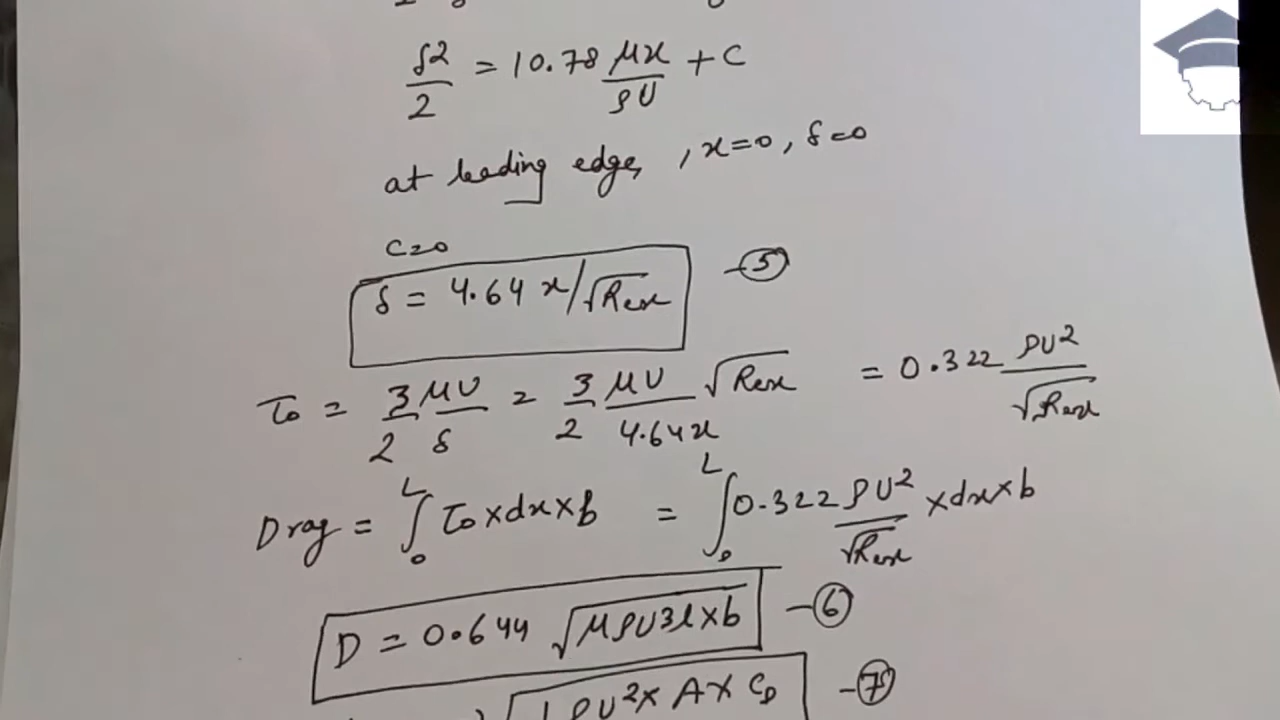 δ²/2 = 10.78 μx/ρU + C
at leading edge, x=0, δ=0
C=0
δ = 4.64 x/√Rex -⑤
τo = 3/2 μU/δ = 3/2 μU/4.64x √Rex = 0.322 ρU²/√Rex
Drag = ∫₀ᴸ τo×dx×b = ∫₀ᴸ 0.322 ρU²/√Rex ×dx×b
D = 0.644 √μρU3l×b -⑥
ρU²× A× CD -⑦